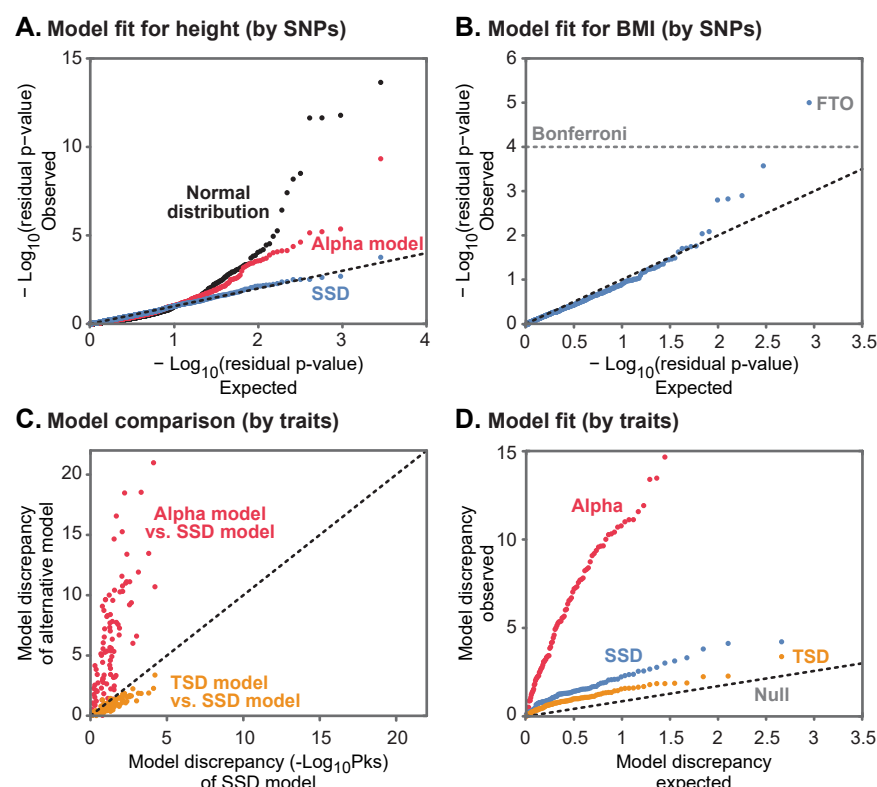 A. Model fit for height (by SNPs)
15
10
5
0
0 1 2 3 4
− Log10(residual p−value)
Observed
Normal
distribution
Alpha model
SSD
− Log10(residual p-value)
Expected
B. Model fit for BMI (by SNPs)
6
5
4
3
2
1
0
0 0.5 1 1.5 2 2.5 3 3.5
− Log10(residual p−value)
Observed
FTO
Bonferroni
− Log10(residual p-value)
Expected
C. Model comparison (by traits)
20
15
10
5
0
0 5 10 15 20
Model discrepancy
of alternative model
Alpha model
vs. SSD model
TSD model
vs. SSD model
Model discrepancy (-Log10Pks)
of SSD model
D. Model fit (by traits)
15
10
5
0
0 0.5 1 1.5 2 2.5 3 3.5
Model discrepancy
observed
Alpha
SSD
TSD
Null
Model discrepancy
expected